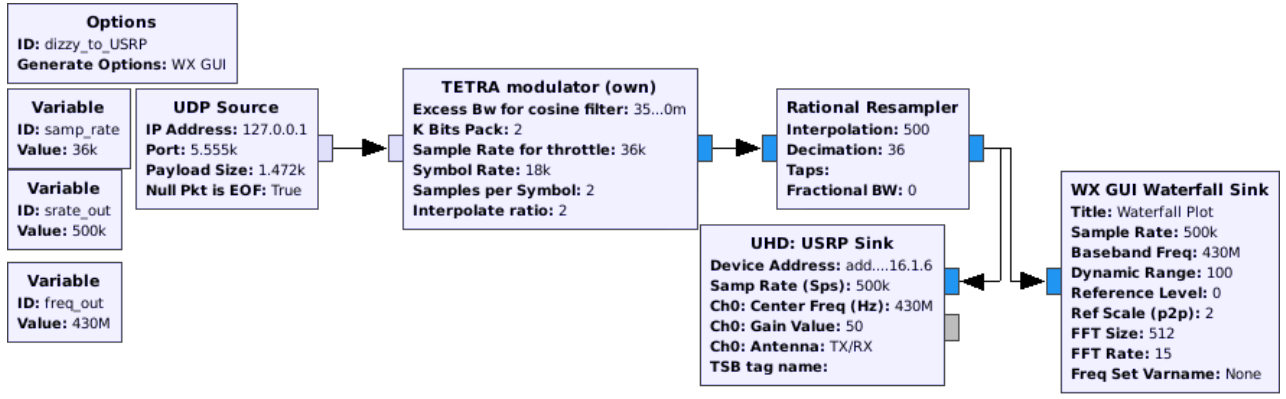 Options
ID: dizzy_to_USRP
Generate Options: WX GUI
Variable
ID: samp_rate
Value: 36k
UDP Source
IP Address: 127.0.0.1
Port: 5.555k
Payload Size: 1.472k
Null Pkt is EOF: True
TETRA modulator (own)
Excess Bw for cosine filter: 35...0m
K Bits Pack: 2
Sample Rate for throttle: 36k
Symbol Rate: 18k
Samples per Symbol: 2
Interpolate ratio: 2
Rational Resampler
Interpolation: 500
Decimation: 36
Taps:
Fractional BW: 0
Variable
ID: srate_out
Value: 500k
Variable
ID: freq_out
Value: 430M
UHD: USRP Sink
Device Address: add....16.1.6
Samp Rate (Sps): 500k
Ch0: Center Freq (Hz): 430M
Ch0: Gain Value: 50
Ch0: Antenna: TX/RX
TSB tag name:
WX GUI Waterfall Sink
Title: Waterfall Plot
Sample Rate: 500k
Baseband Freq: 430M
Dynamic Range: 100
Reference Level: 0
Ref Scale (p2p): 2
FFT Size: 512
FFT Rate: 15
Freq Set Varname: None